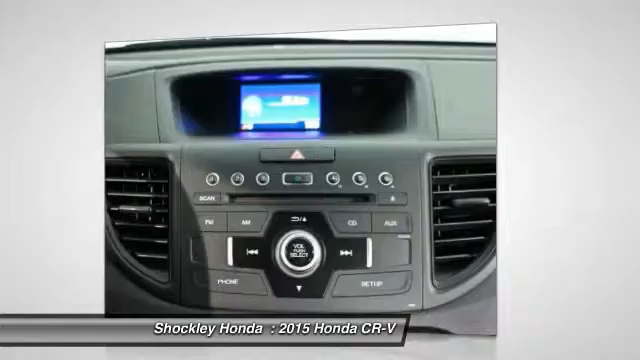 SCAN
FM AM CD AUX
VOL
PUSH
SELECT
PHONE SETUP
Shockley Honda : 2015 Honda CR-V